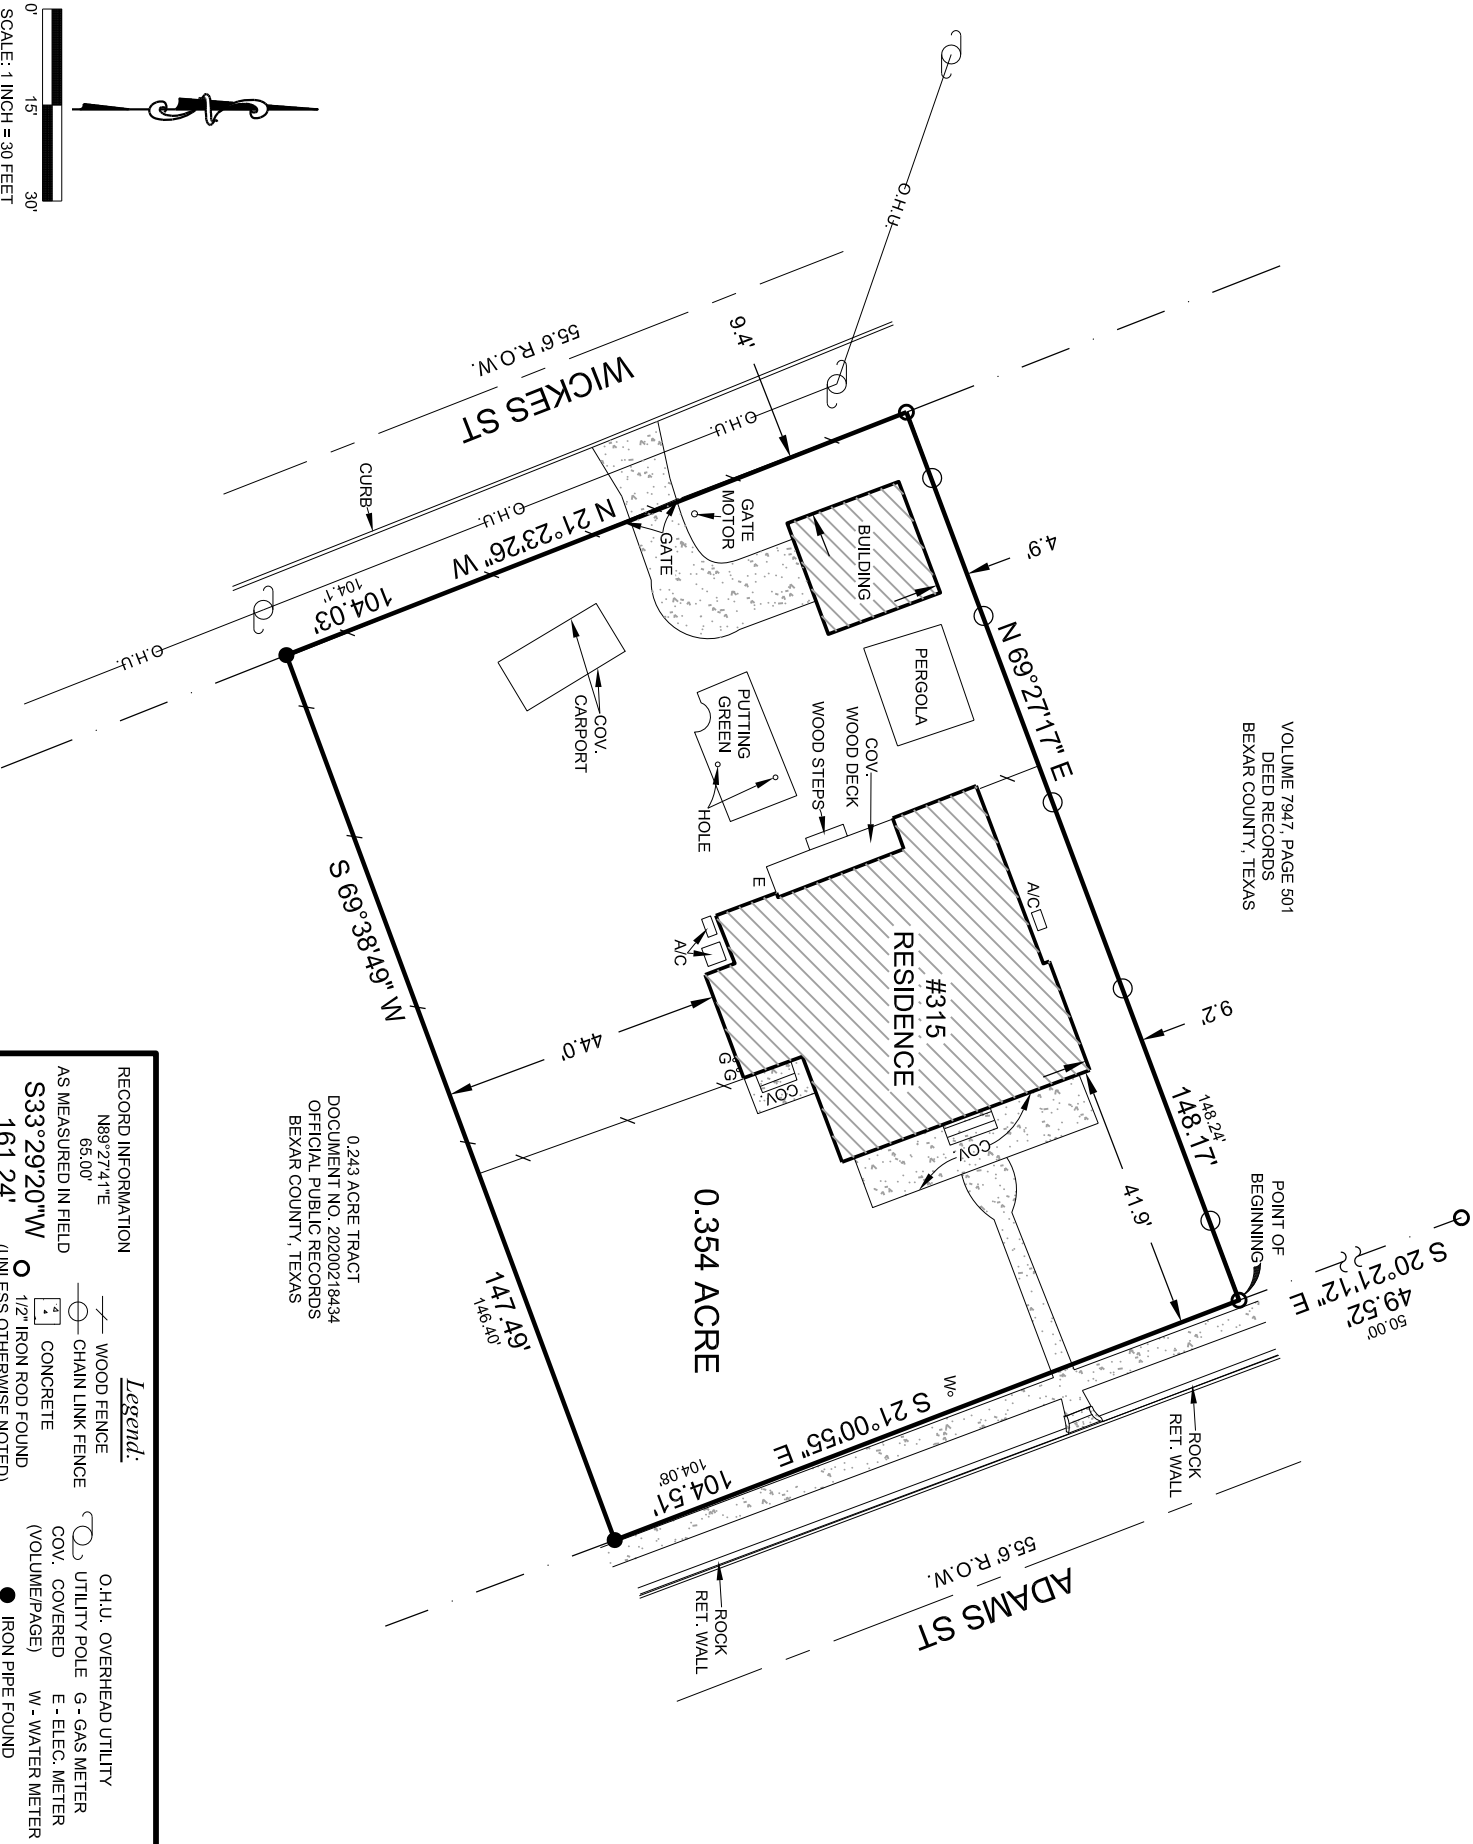 0' 15' 30'
SCALE: 1 INCH = 30 FEET
O.H.U.
9.4'
55.6' R.O.W.
WICKES ST
O.H.U.
CURB
O.H.U.
O.H.U.
N 21°23'26" W
104.03'
104.1'
GATE
MOTOR
GATE
BUILDING
4.9'
N 69°27'17" E
148.24'
148.17'
PERGOLA
PUTTING
GREEN
HOLE
COV.
CARPORT
COV.
WOOD DECK
WOOD STEPS
E
A/C
A/C
#315
RESIDENCE
G G
COV
COV
44.0'
9.2'
41.9'
VOLUME 7947, PAGE 501
DEED RECORDS
BEXAR COUNTY, TEXAS
POINT OF
BEGINNING
S 20°21'12" E
49.52'
50.00'
S 69°38'49" W
147.49'
146.40'
0.354 ACRE
0.243 ACRE TRACT
DOCUMENT NO. 20200218434
OFFICIAL PUBLIC RECORDS
BEXAR COUNTY, TEXAS
W
S 21°00'55" E
104.51'
104.08'
ROCK
RET. WALL
ROCK
RET. WALL
55.6' R.O.W.
ADAMS ST
Legend:
RECORD INFORMATION
N89°27'41"E
65.00'
AS MEASURED IN FIELD
S33°29'20"W
161.24'
WOOD FENCE
CHAIN LINK FENCE
CONCRETE
1/2" IRON ROD FOUND
(UNLESS OTHERWISE NOTED)
O.H.U. OVERHEAD UTILITY
UTILITY POLE G - GAS METER
COV. COVERED E - ELEC. METER
(VOLUME/PAGE) W - WATER METER
IRON PIPE FOUND